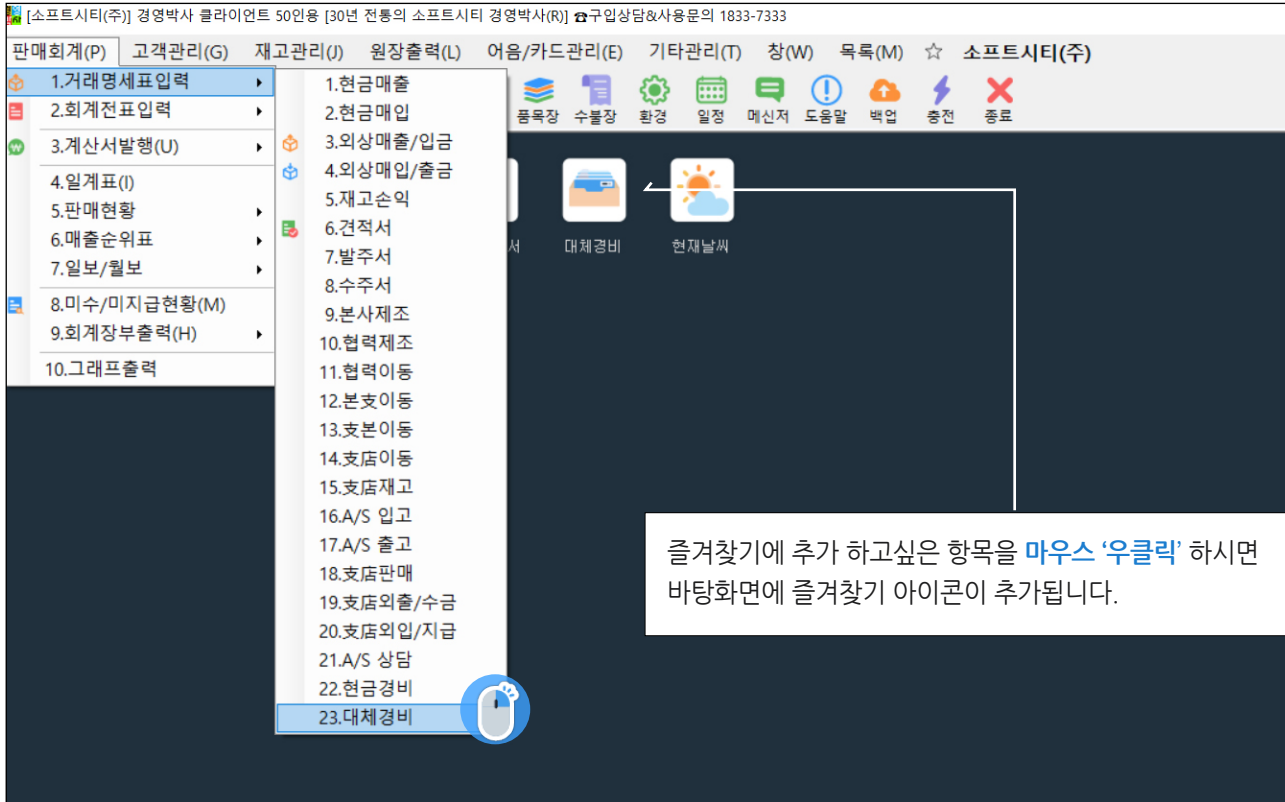 [소프트시티(주)] 경영박사 클라이언트 50인용 [30년 전통의 소프트시티 경영박사(R)] ☎구입상담&사용문의 1833-7333
판매회계(P) 고객관리(G) 재고관리(J) 원장출력(L) 어음/카드관리(E) 기타관리(T) 창(W) 목록(M) ☆ 소프트시티(주)
품목장 수불장 환경 일정 메신저 도움말 백업 충전 종료
1.거래명세표입력
2.회계전표입력
3.계산서발행(U)
4.일계표(I)
5.판매현황
6.매출순위표
7.일보/월보
8.미수/미지급현황(M)
9.회계장부출력(H)
10.그래프출력
1.현금매출
2.현금매입
3.외상매출/입금
4.외상매입/출금
5.재고손익
6.견적서
7.발주서
8.수주서
9.본사제조
10.협력제조
11.협력이동
12.본支이동
13.支본이동
14.支店이동
15.支店재고
16.A/S 입고
17.A/S 출고
18.支店판매
19.支店외출/수금
20.支店외입/지급
21.A/S 상담
22.현금경비
23.대체경비
서 대체경비 현재날씨
즐겨찾기에 추가 하고싶은 항목을 마우스 ‘우클릭’ 하시면
바탕화면에 즐겨찾기 아이콘이 추가됩니다.